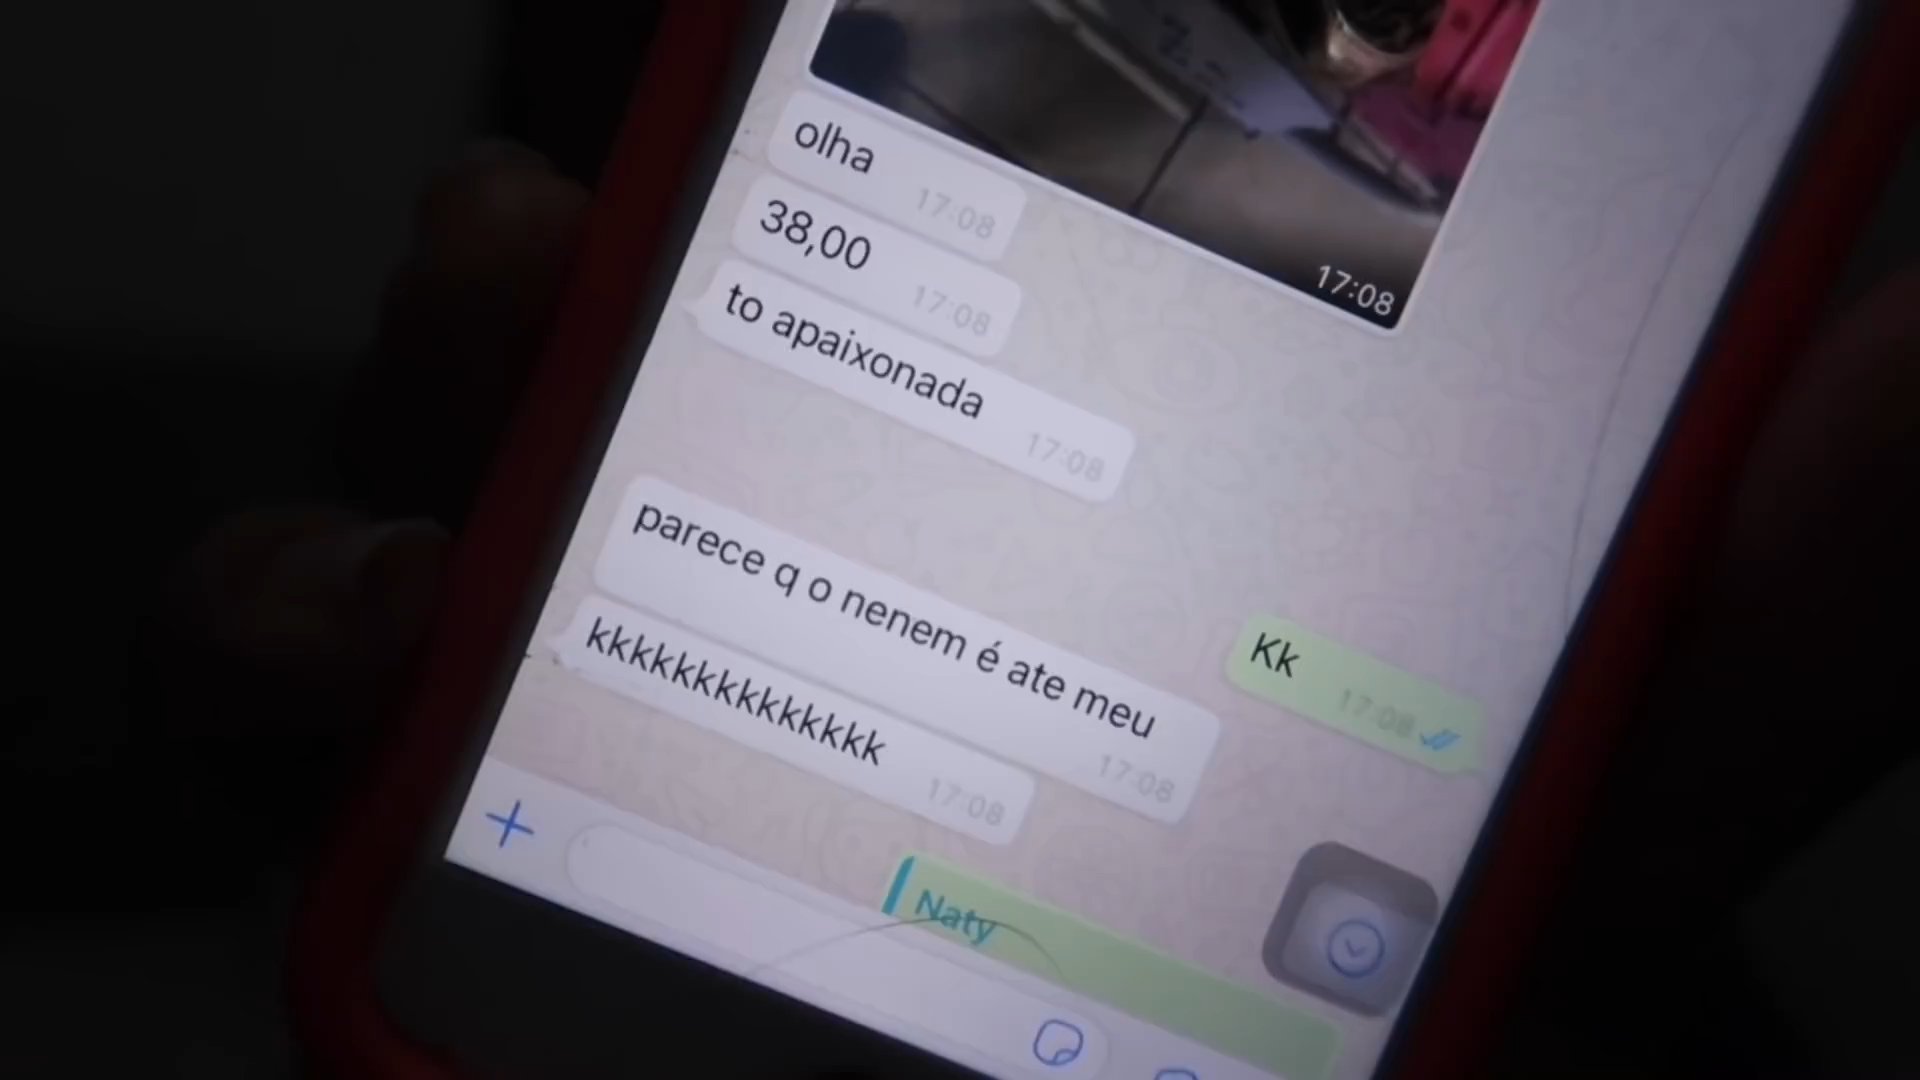 17:08
olha
17:08
38,00
17:08
to apaixonada
17:08
Kk
17:08
parece q o nenem é ate meu
17:08
kkkkkkkkkkkkkk
17:08
Naty